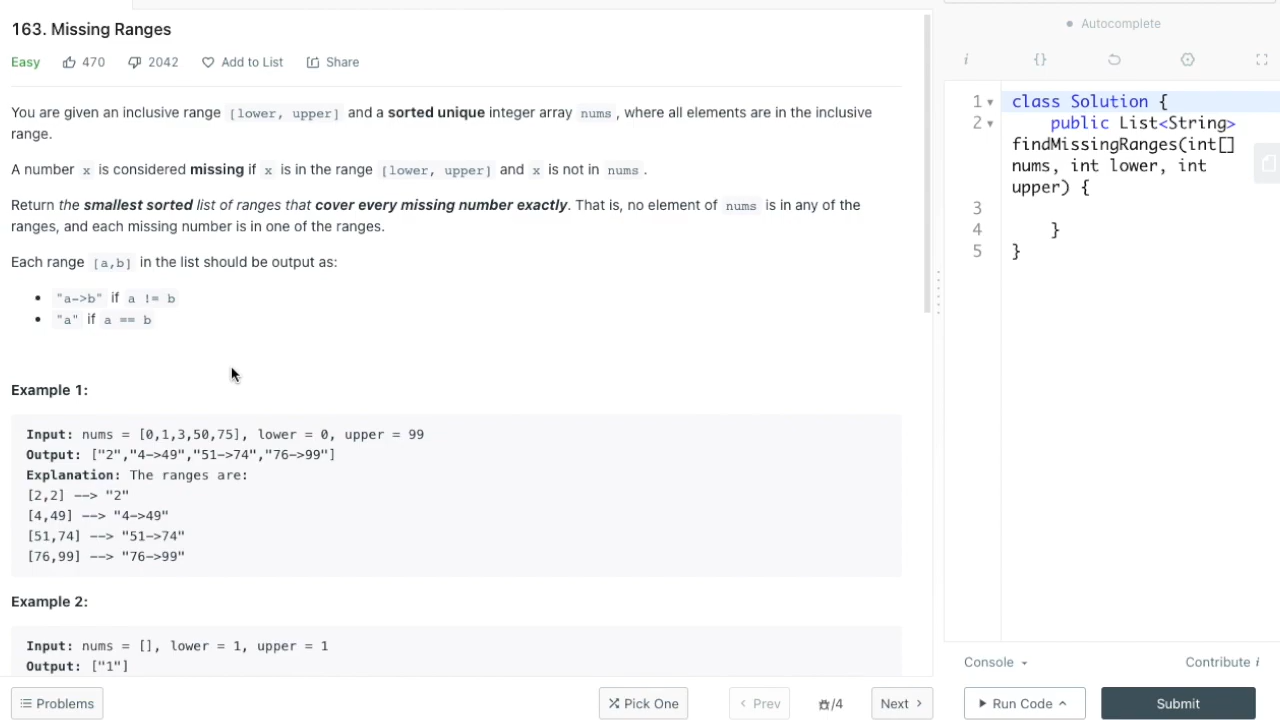 163. Missing Ranges
Easy 470 2042 Add to List Share
You are given an inclusive range [lower, upper] and a sorted unique integer array nums , where all elements are in the inclusive
range.
A number x is considered missing if x is in the range [lower, upper] and x is not in nums .
Return the smallest sorted list of ranges that cover every missing number exactly. That is, no element of nums is in any of the
ranges, and each missing number is in one of the ranges.
Each range [a,b] in the list should be output as:
"a->b" if a != b
"a" if a == b
Example 1:
Input: nums = [0,1,3,50,75], lower = 0, upper = 99
Output: ["2","4->49","51->74","76->99"]
Explanation: The ranges are:
[2,2] --> "2"
[4,49] --> "4->49"
[51,74] --> "51->74"
[76,99] --> "76->99"
Example 2:
Input: nums = [], lower = 1, upper = 1
Output: ["1"]
Problems
Pick One
< Prev
/4
Next >
Autocomplete
i {}
1 class Solution {
2 public List<String>
findMissingRanges(int[]
nums, int lower, int
upper) {
3
4 }
5 }
Console
Contribute i
Run Code
Submit